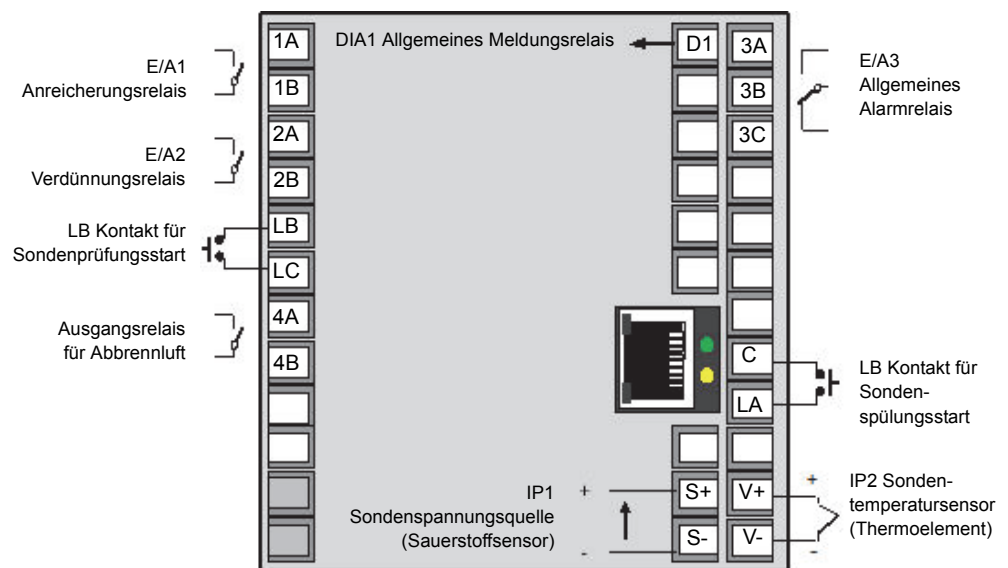 E/A1
Anreicherungsrelais
E/A2
Verdünnungsrelais
LB Kontakt für
Sondenprüfungsstart
Ausgangsrelais
für Abbrennluft
1A
1B
2A
2B
LB
LC
4A
4B
DIA1 Allgemeines Meldungsrelais
D1
IP1
Sondenspannungsquelle
(Sauerstoffsensor)
+
-
S+
S-
3A
3B
3C
C
LA
V+
V-
E/A3
Allgemeines
Alarmrelais
LB Kontakt für
Sonden-
spülungsstart
+
-
IP2 Sonden-
temperatursensor
(Thermoelement)